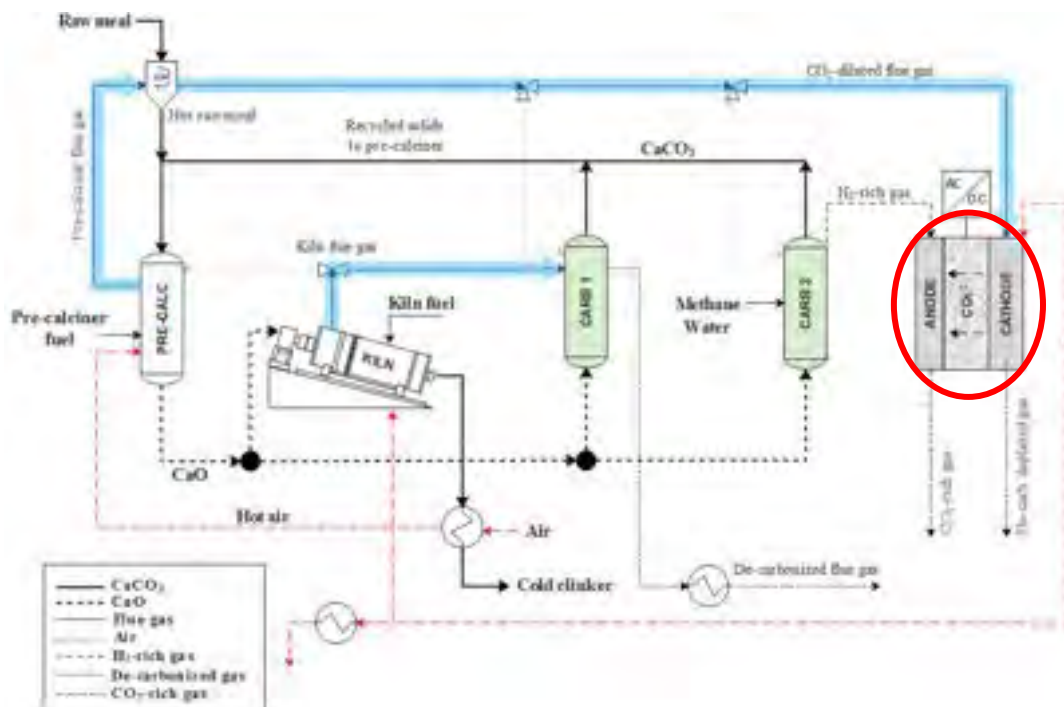 Raw meal
CO₂-diluted flue gas
Hot raw meal
Pre-calciner flue gas
Recycled solids
to pre-calciner
CaCO₃
H₂-rich gas
AC
DC
Kiln flue gas
Kiln fuel
Methane
Water
Pre-calciner
fuel
PRE-CALC
KILN
CARB 1
CARB 2
ANODE
CATHODE
CaO
Hot air
Air
Cold clinker
De-carbonized flue gas
CO₂-rich gas
CaCO₃
CaO
Flue gas
Air
H₂-rich gas
De-carbonized gas
CO₂-rich gas